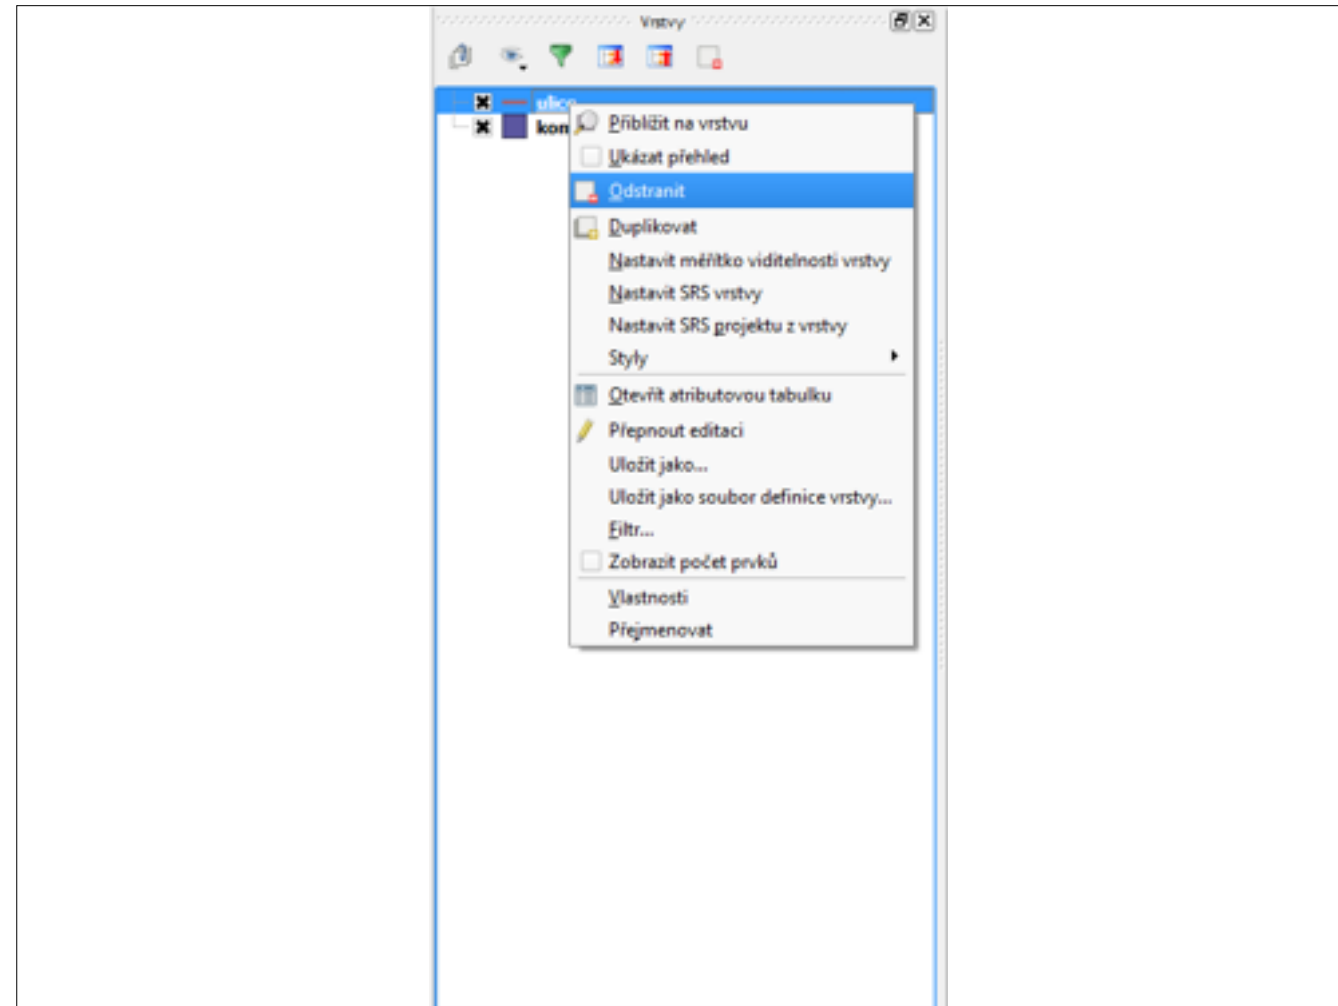 Vrstvy
ulice
Přiblížit na vrstvu
Ukázat přehled
Odstranit
Duplikovat
Nastavit měřítko viditelnosti vrstvy
Nastavit SRS vrstvy
Nastavit SRS projektu z vrstvy
Styly
Otevřít atributovou tabulku
Přepnout editaci
Uložit jako...
Uložit jako soubor definice vrstvy...
Filtr...
Zobrazit počet prvků
Vlastnosti
Přejmenovat